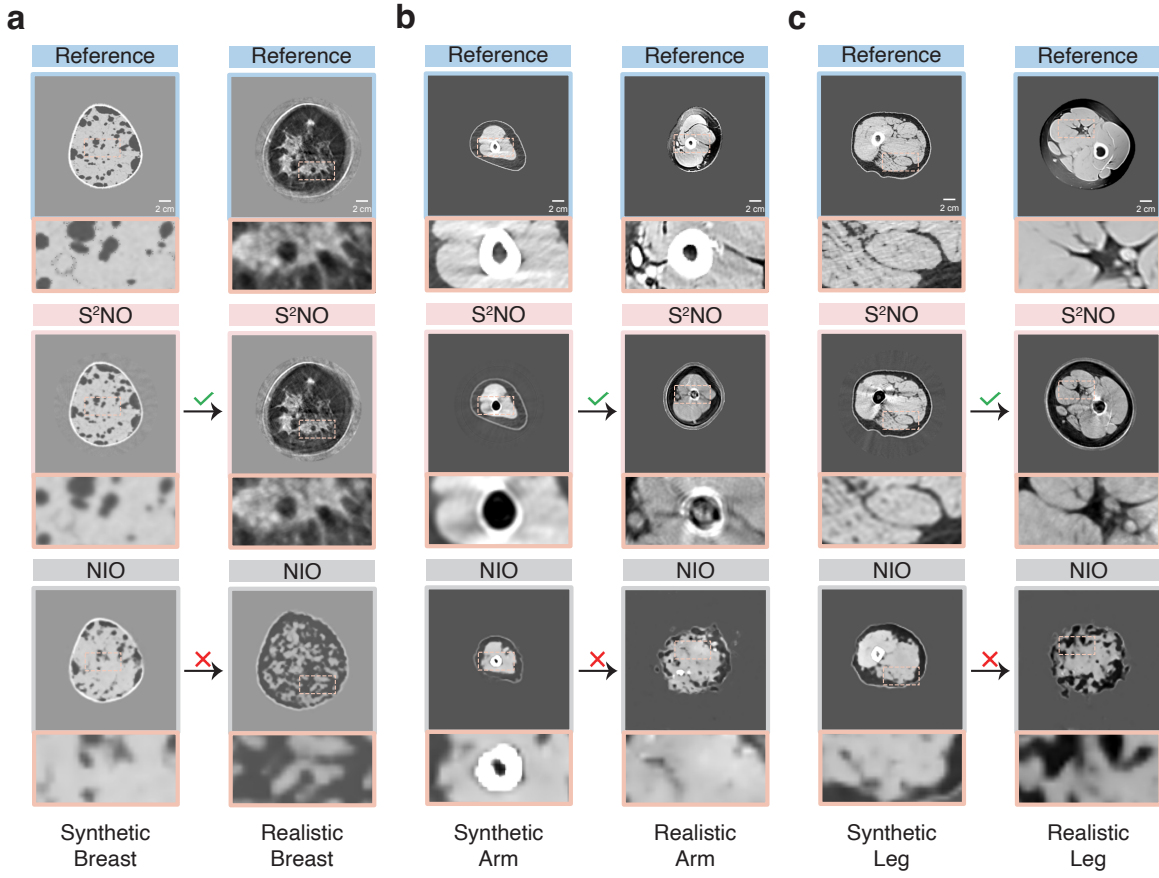 a
b
c
Reference
Reference
Reference
Reference
Reference
Reference
2 cm
2 cm
2 cm
2 cm
2 cm
2 cm
S²NO
S²NO
S²NO
S²NO
S²NO
S²NO
NIO
NIO
NIO
NIO
NIO
NIO
Synthetic
Breast
Realistic
Breast
Synthetic
Arm
Realistic
Arm
Synthetic
Leg
Realistic
Leg